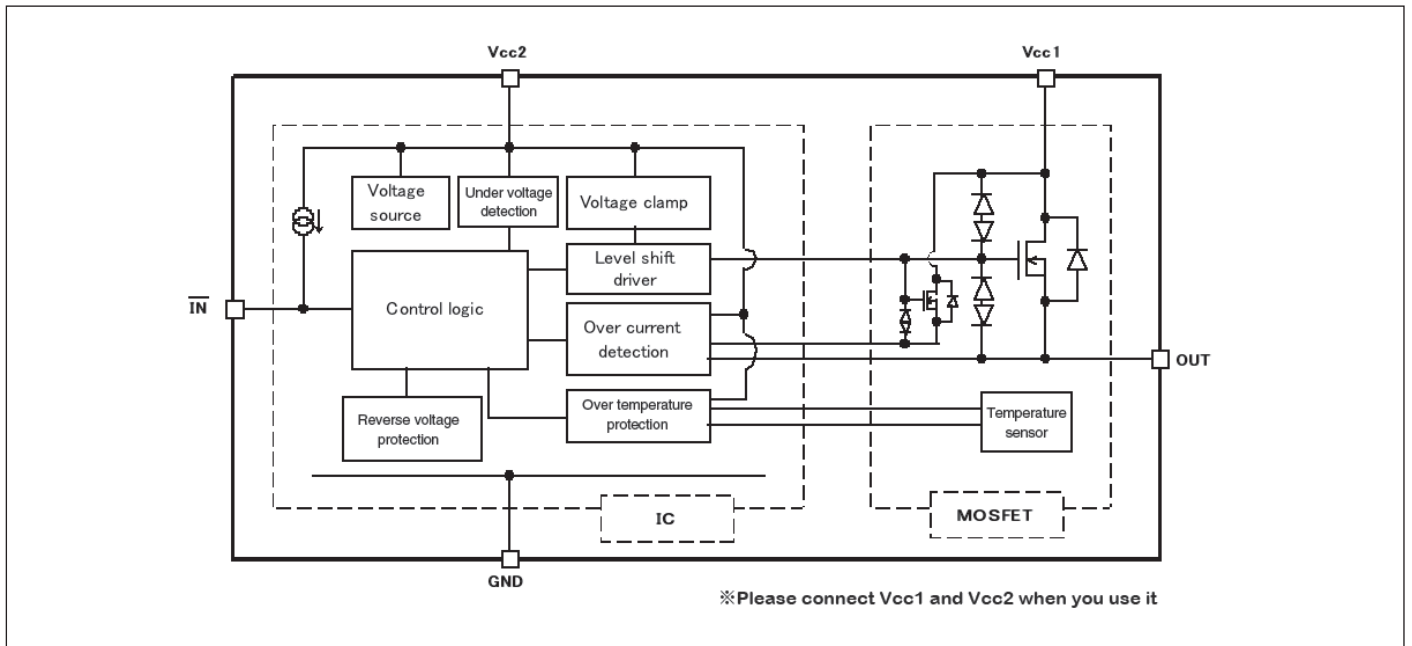 Vcc2
Vcc1
Voltage
source
Under voltage
detection
Voltage clamp
Level shift
driver
I̅N̅
Control logic
Over current
detection
OUT
Reverse voltage
protection
Over temperature
protection
Temperature
sensor
IC
MOSFET
GND
※Please connect Vcc1 and Vcc2 when you use it